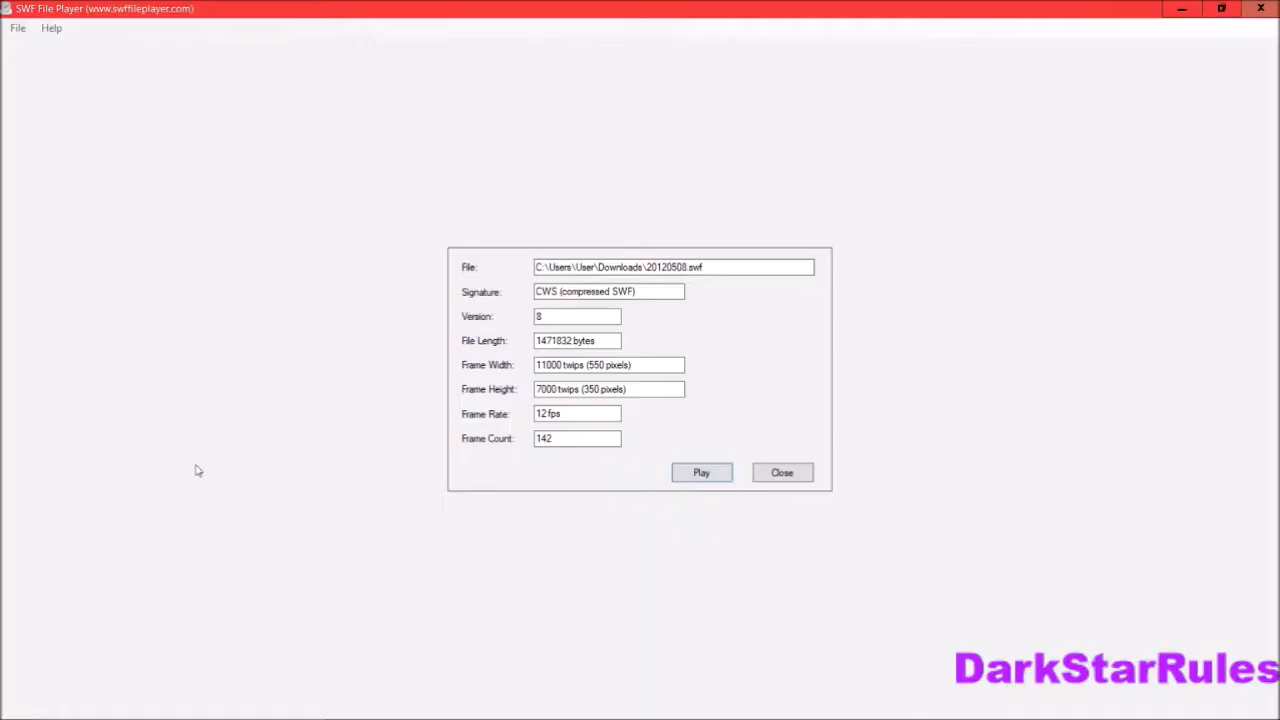 SWF File Player (www.swffileplayer.com)
File Help
File: C:\Users\User\Downloads\20120508.swf
Signature: CWS (compressed SWF)
Version: 8
File Length: 1471832 bytes
Frame Width: 11000 twips (550 pixels)
Frame Height: 7000 twips (350 pixels)
Frame Rate: 12 fps
Frame Count: 142
Play Close
DarkStarRules